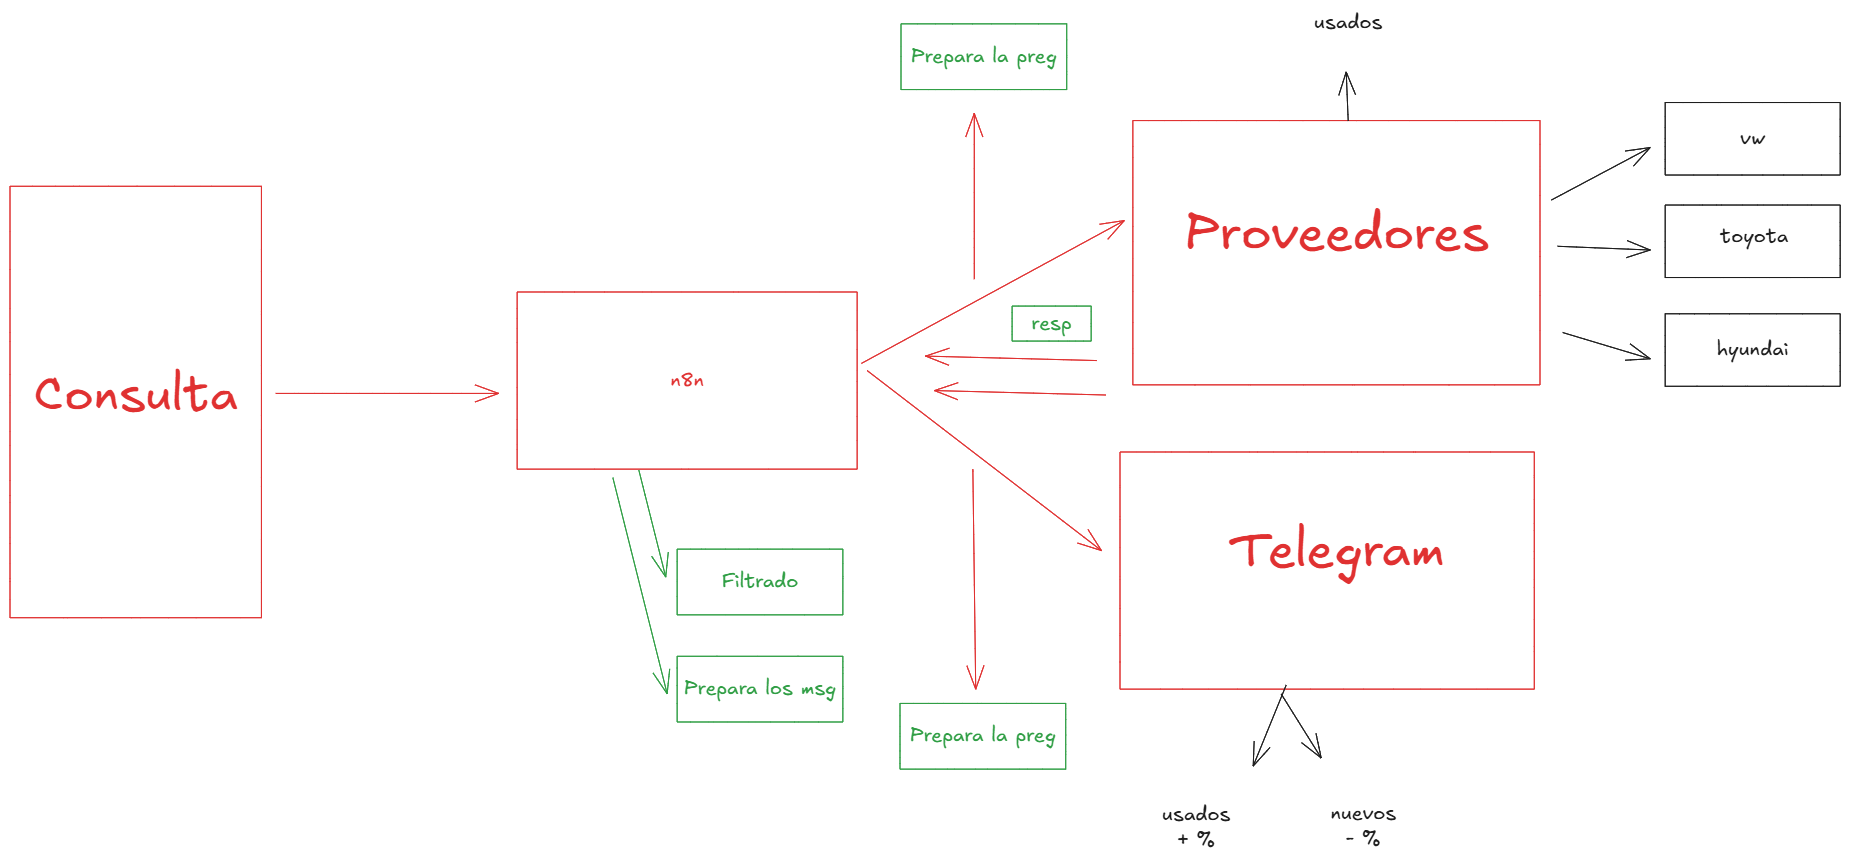 usados
Prepara la preg
vw
Proveedores
toyota
resp
hyundai
n8n
Consulta
Telegram
Filtrado
Prepara los msg
Prepara la preg
usados
+ %
nuevos
- %